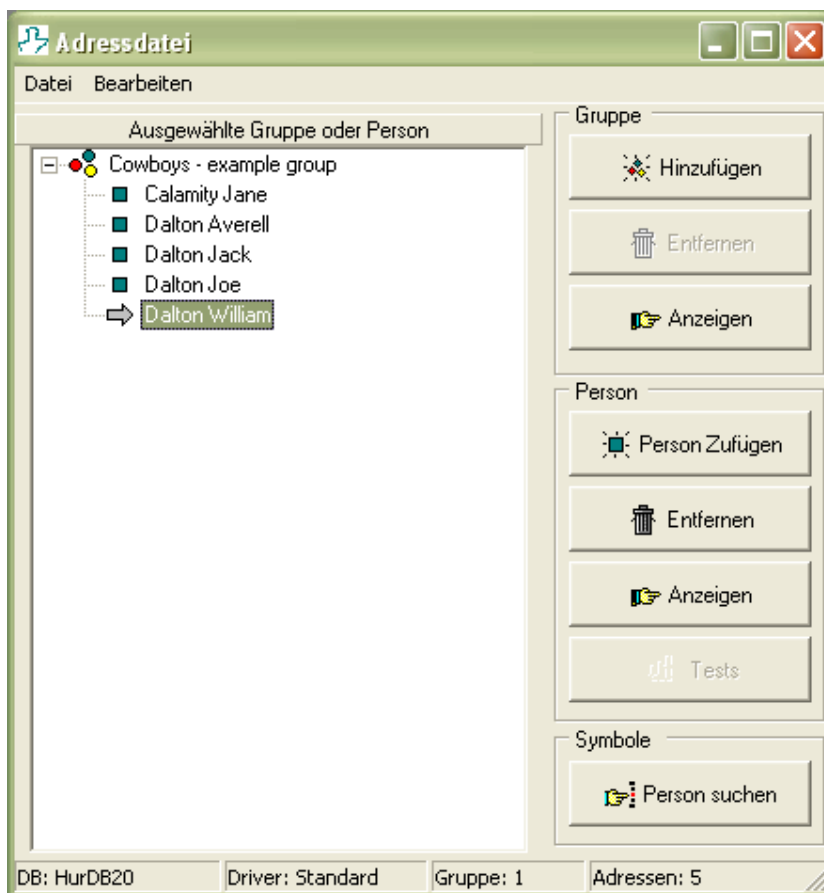 Adressdatei
Datei Bearbeiten
Ausgewählte Gruppe oder Person
Cowboys - example group
Calamity Jane
Dalton Averell
Dalton Jack
Dalton Joe
Dalton William
Gruppe
Hinzufügen
Entfernen
Anzeigen
Person
Person Zufügen
Entfernen
Anzeigen
Tests
Symbole
Person suchen
DB: HurDB20 Driver: Standard Gruppe: 1 Adressen: 5